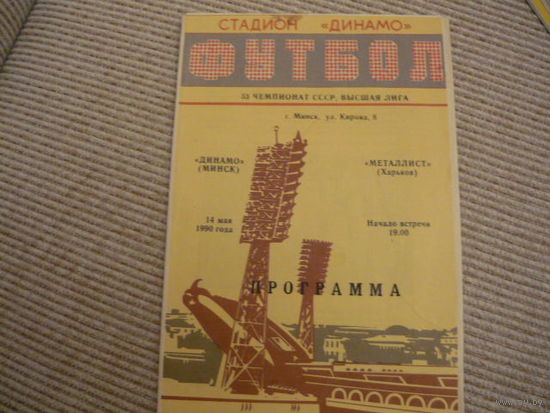 СТАДИОН «ДИНАМО»
ФУТБОЛ
53 ЧЕМПИОНАТ СССР, ВЫСШАЯ ЛИГА
г. Минск, ул. Кирова, 8
«ДИНАМО»
(МИНСК)
«МЕТАЛЛИСТ»
(Харьков)
14 мая
1990 года
Начало встречи
19.00
ПРОГРАММА